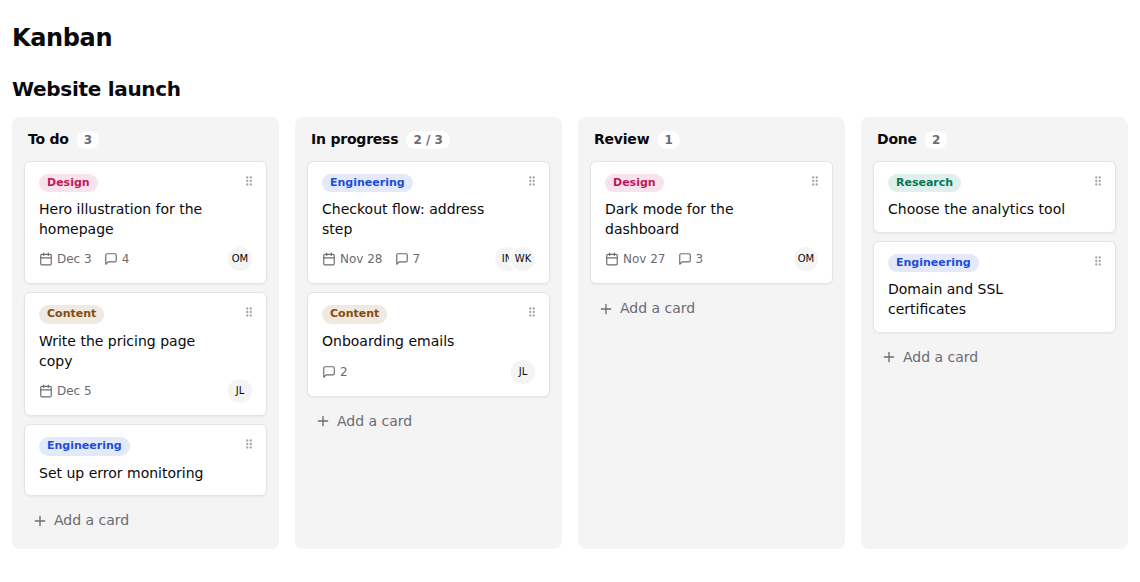 Kanban
Website launch
To do 3
Design
Hero illustration for the
homepage
Dec 3 4 OM
Content
Write the pricing page
copy
Dec 5 JL
Engineering
Set up error monitoring
Add a card
In progress 2 / 3
Engineering
Checkout flow: address
step
Nov 28 7 WK
Content
Onboarding emails
2 JL
Add a card
Review 1
Design
Dark mode for the
dashboard
Nov 27 3 OM
Add a card
Done 2
Research
Choose the analytics tool
Engineering
Domain and SSL
certificates
Add a card